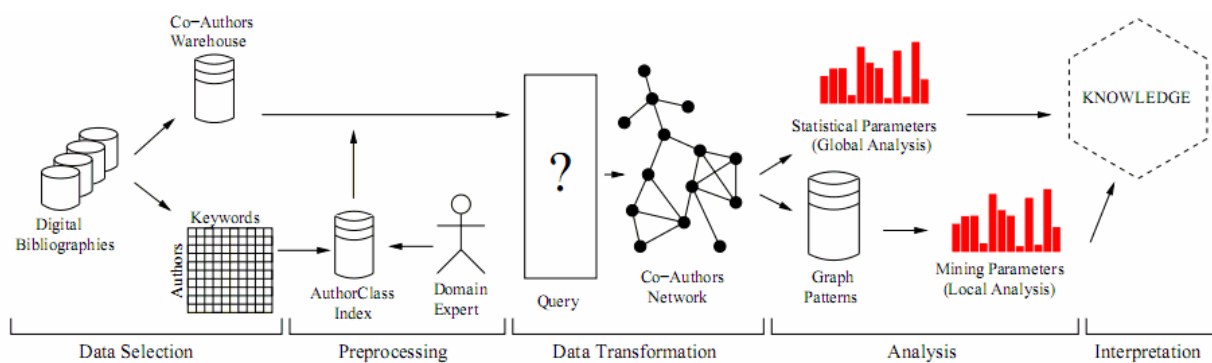 Co-Authors
Warehouse
Digital
Bibliographies
Keywords
Authors
AuthorClass
Index
Domain
Expert
?
Query
Co-Authors
Network
Statistical Parameters
(Global Analysis)
Graph
Patterns
Mining Parameters
(Local Analysis)
KNOWLEDGE
Data Selection
Preprocessing
Data Transformation
Analysis
Interpretation